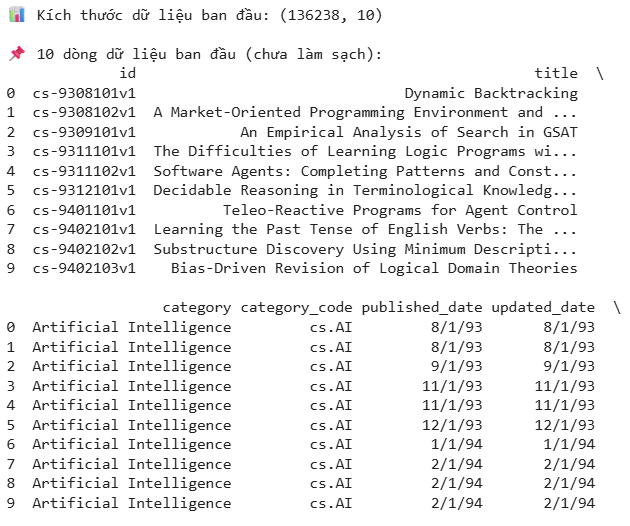 📊 Kích thước dữ liệu ban đầu: (136238, 10)
📌 10 dòng dữ liệu ban đầu (chưa làm sạch):
id title \
0 cs-9308101v1 Dynamic Backtracking
1 cs-9308102v1 A Market-Oriented Programming Environment and ...
2 cs-9309101v1 An Empirical Analysis of Search in GSAT
3 cs-9311101v1 The Difficulties of Learning Logic Programs wi...
4 cs-9311102v1 Software Agents: Completing Patterns and Const...
5 cs-9312101v1 Decidable Reasoning in Terminological Knowledg...
6 cs-9401101v1 Teleo-Reactive Programs for Agent Control
7 cs-9402101v1 Learning the Past Tense of English Verbs: The ...
8 cs-9402102v1 Substructure Discovery Using Minimum Descripti...
9 cs-9402103v1 Bias-Driven Revision of Logical Domain Theories
category category_code published_date updated_date \
0 Artificial Intelligence cs.AI 8/1/93 8/1/93
1 Artificial Intelligence cs.AI 8/1/93 8/1/93
2 Artificial Intelligence cs.AI 9/1/93 9/1/93
3 Artificial Intelligence cs.AI 11/1/93 11/1/93
4 Artificial Intelligence cs.AI 11/1/93 11/1/93
5 Artificial Intelligence cs.AI 12/1/93 12/1/93
6 Artificial Intelligence cs.AI 1/1/94 1/1/94
7 Artificial Intelligence cs.AI 2/1/94 2/1/94
8 Artificial Intelligence cs.AI 2/1/94 2/1/94
9 Artificial Intelligence cs.AI 2/1/94 2/1/94